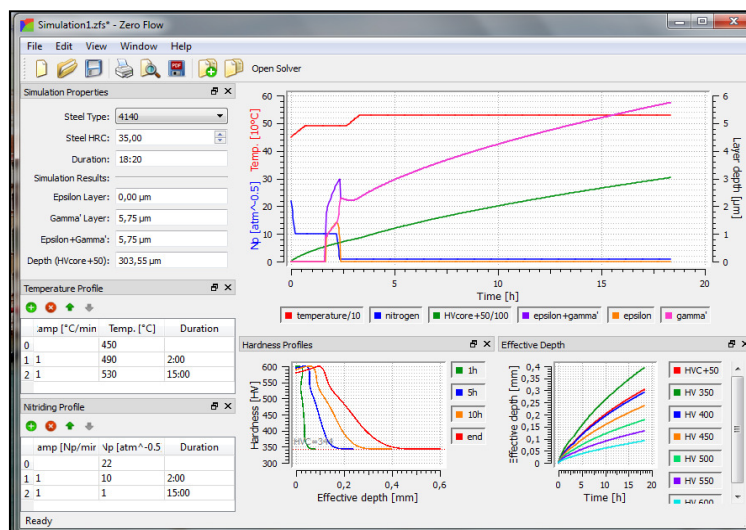 Simulation1.zfs* - Zero Flow
File Edit View Window Help
Open Solver
Simulation Properties
Steel Type: 4140
Steel HRC: 35,00
Duration: 18:20
Simulation Results:
Epsilon Layer: 0,00 µm
Gamma' Layer: 5,75 µm
Epsilon+Gamma': 5,75 µm
Depth (HVcore+50): 303,55 µm
Temperature Profile
.amp [°C/min Temp. [°C] Duration
0 450
1 1 490 2:00
2 1 530 15:00
Nitriding Profile
amp [Np/mir Np [atm^-0.5 Duration
0 22
1 1 10 2:00
2 1 1 15:00
Ready
Temp. [10°C]
Np [atm^-0.5]
60
50
40
30
20
10
0
6
5
4
3
2
1
0
Layer depth [µm]
0 5 10 15 20
Time [h]
temperature/10 nitrogen HVcore+50/100 epsilon+gamma' epsilon gamma'
Hardness Profiles
Hardness [HV]
600
550
500
450
400
350
300
HVC=344
0 0,2 0,4 0,6
Effective depth [mm]
1h
5h
10h
end
Effective Depth
Effective depth [mm]
0,4
0,3
0,2
0,1
0,0
0 5 10 15 20
Time [h]
HVC+50
HV 350
HV 400
HV 450
HV 500
HV 550
HV 600